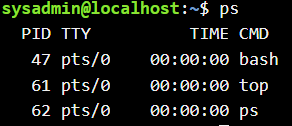 sysadmin@localhost:~$ ps
PID TTY TIME CMD
47 pts/0 00:00:00 bash
61 pts/0 00:00:00 top
62 pts/0 00:00:00 ps